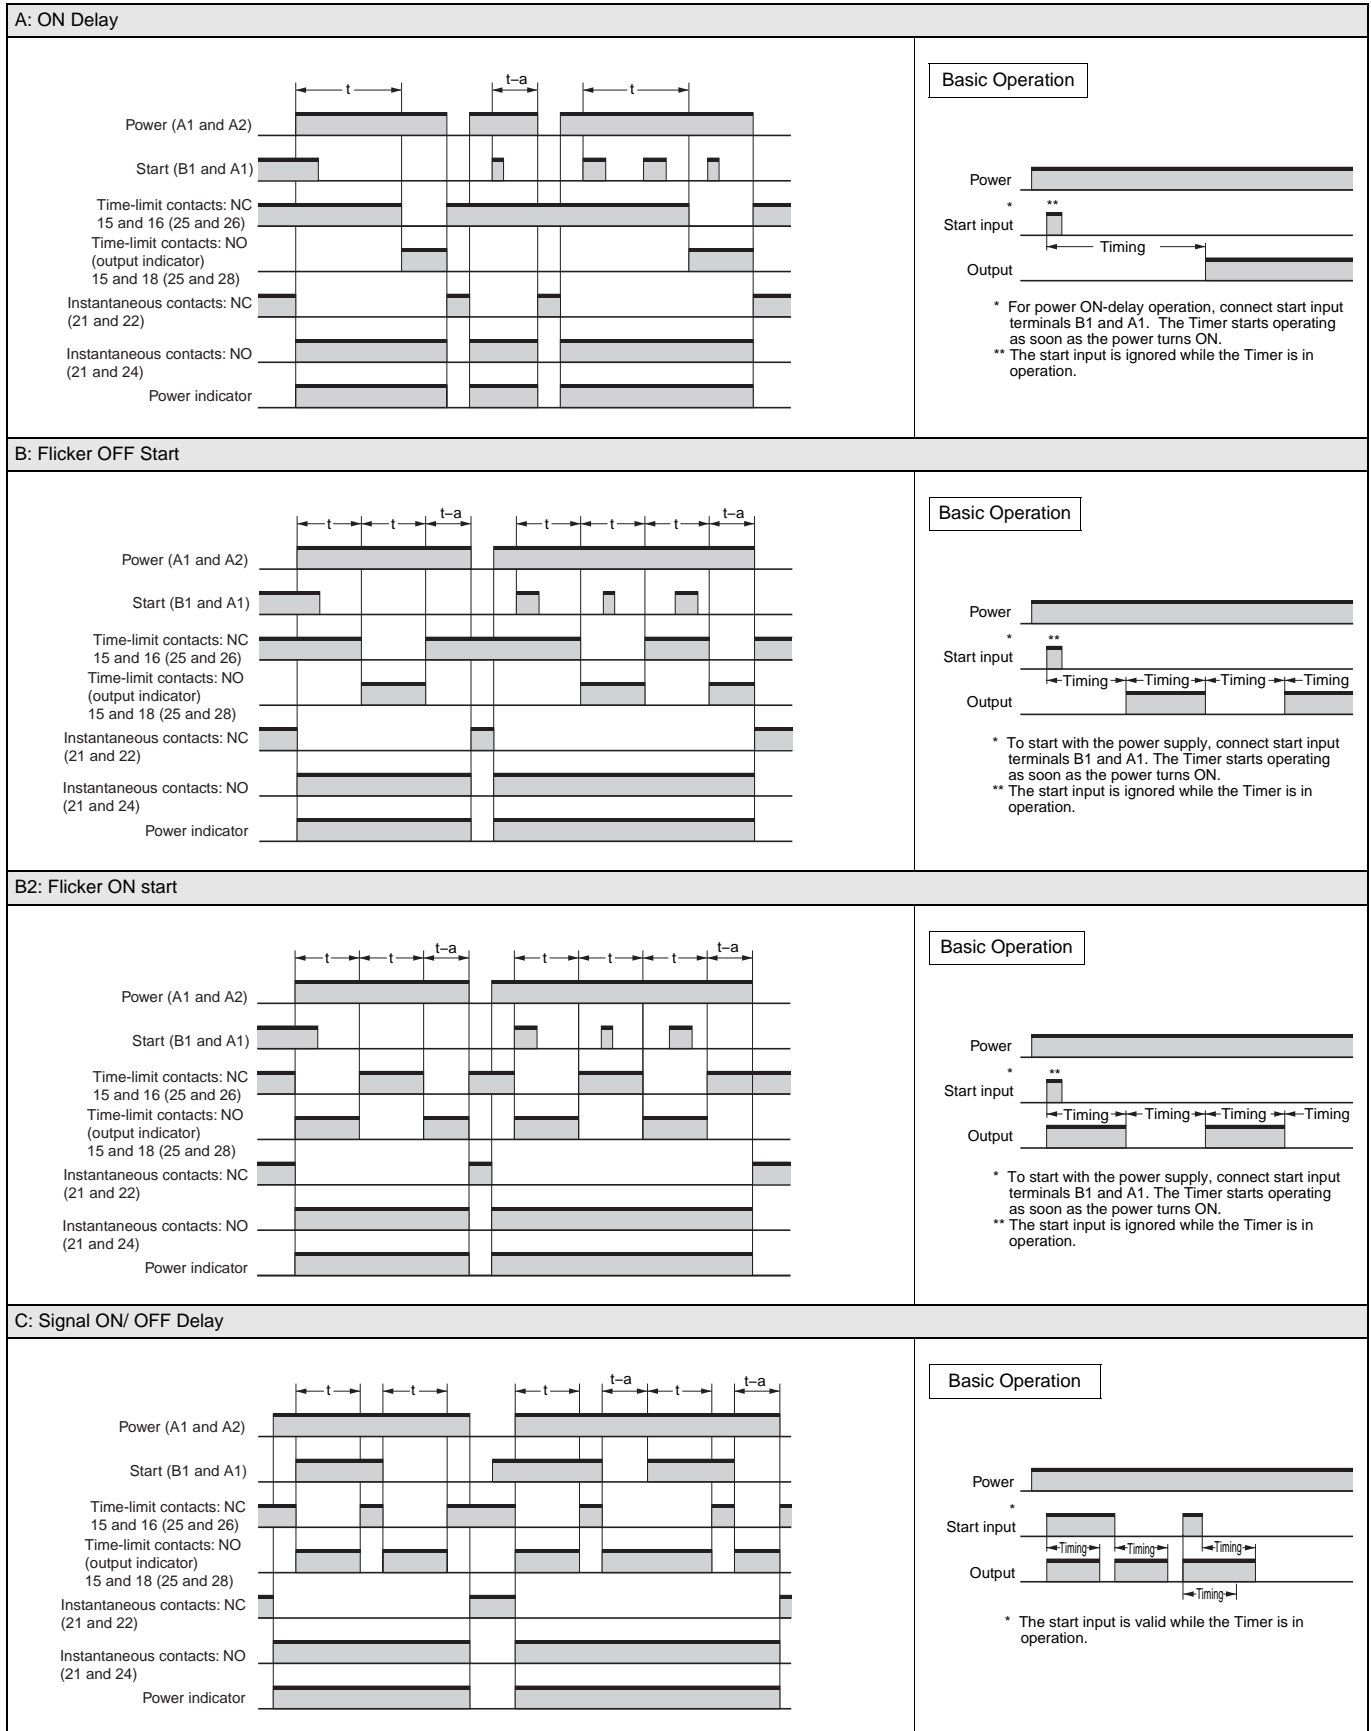 A: ON Delay
t
t–a
t
Power (A1 and A2)
Start (B1 and A1)
Time-limit contacts: NC
15 and 16 (25 and 26)
Time-limit contacts: NO
(output indicator)
15 and 18 (25 and 28)
Instantaneous contacts: NC
(21 and 22)
Instantaneous contacts: NO
(21 and 24)
Power indicator
Basic Operation
Power
*
**
Start input
Timing
Output
* For power ON-delay operation, connect start input
terminals B1 and A1. The Timer starts operating
as soon as the power turns ON.
** The start input is ignored while the Timer is in
operation.
B: Flicker OFF Start
t
t
t–a
t
t
t
t–a
Power (A1 and A2)
Start (B1 and A1)
Time-limit contacts: NC
15 and 16 (25 and 26)
Time-limit contacts: NO
(output indicator)
15 and 18 (25 and 28)
Instantaneous contacts: NC
(21 and 22)
Instantaneous contacts: NO
(21 and 24)
Power indicator
Basic Operation
Power
*
**
Start input
Timing Timing Timing Timing
Output
* To start with the power supply, connect start input
terminals B1 and A1. The Timer starts operating
as soon as the power turns ON.
** The start input is ignored while the Timer is in
operation.
B2: Flicker ON start
t
t
t–a
t
t
t
t–a
Power (A1 and A2)
Start (B1 and A1)
Time-limit contacts: NC
15 and 16 (25 and 26)
Time-limit contacts: NO
(output indicator)
15 and 18 (25 and 28)
Instantaneous contacts: NC
(21 and 22)
Instantaneous contacts: NO
(21 and 24)
Power indicator
Basic Operation
Power
*
**
Start input
Timing Timing Timing Timing
Output
* To start with the power supply, connect start input
terminals B1 and A1. The Timer starts operating
as soon as the power turns ON.
** The start input is ignored while the Timer is in
operation.
C: Signal ON/ OFF Delay
t
t
t
t–a
t
t–a
Power (A1 and A2)
Start (B1 and A1)
Time-limit contacts: NC
15 and 16 (25 and 26)
Time-limit contacts: NO
(output indicator)
15 and 18 (25 and 28)
Instantaneous contacts: NC
(21 and 22)
Instantaneous contacts: NO
(21 and 24)
Power indicator
Basic Operation
Power
*
Start input
Timing Timing Timing
Output
Timing
* The start input is valid while the Timer is in
operation.